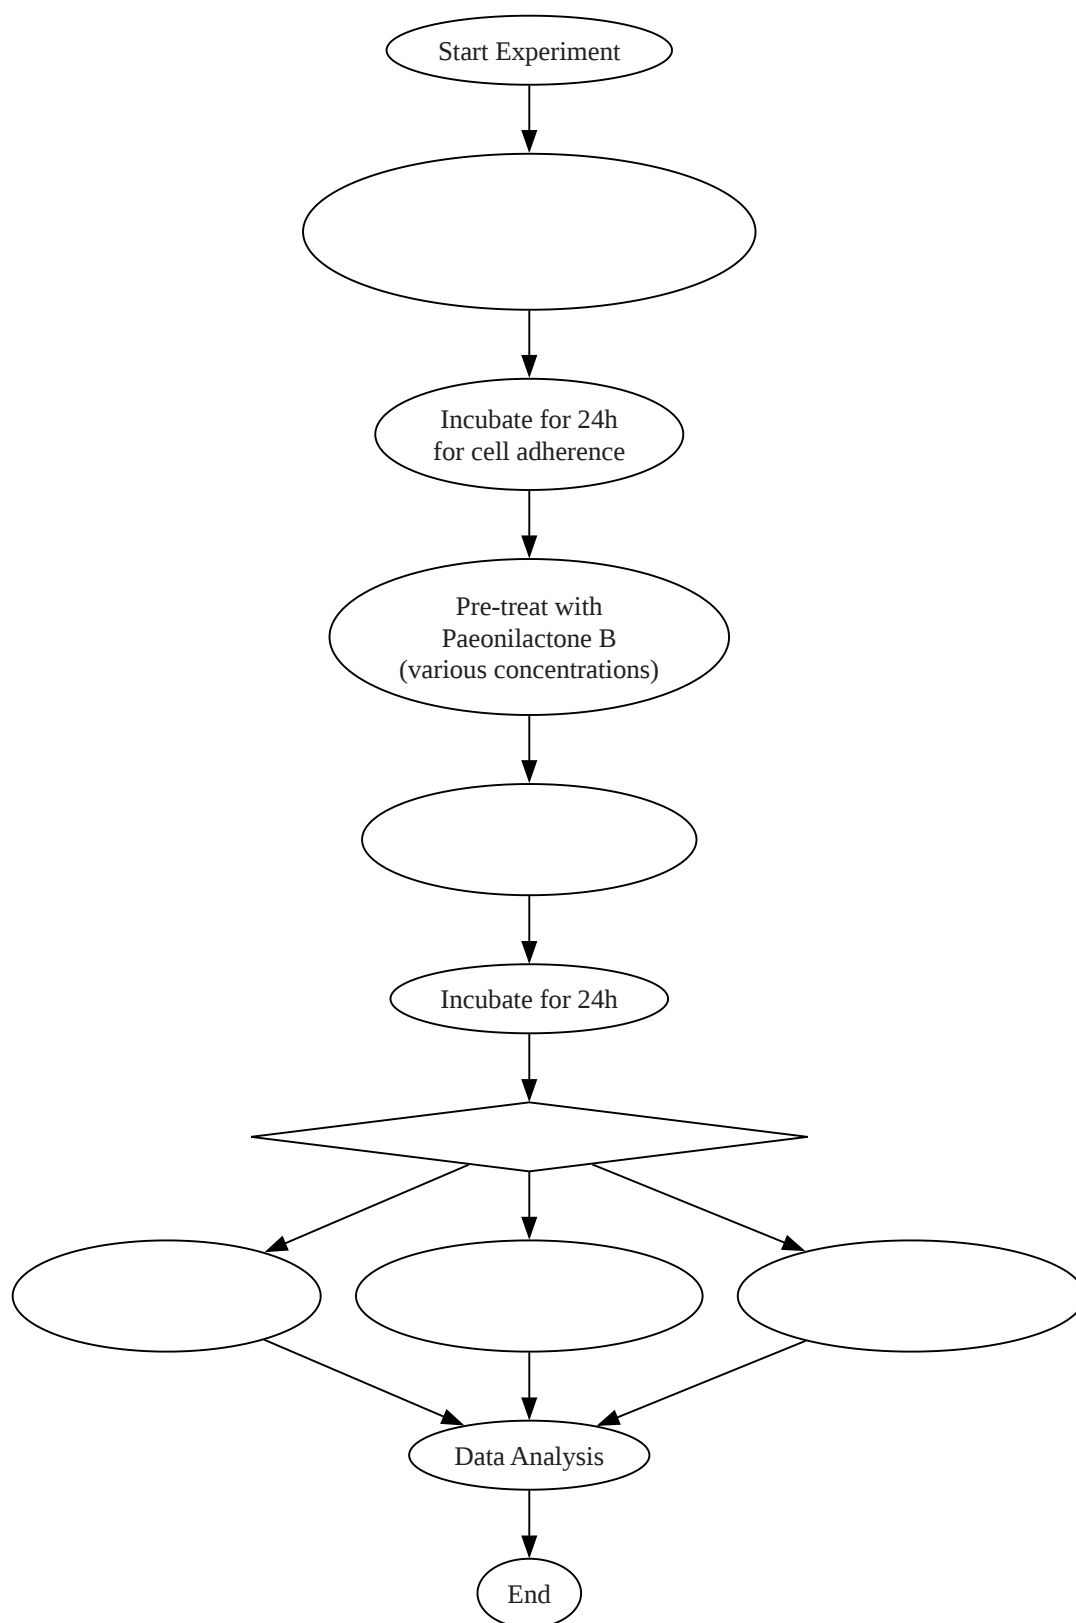 Start Experiment
Incubate for 24h
for cell adherence
Pre-treat with
Paeonilactone B
(various concentrations)
Incubate for 24h
Data Analysis
End